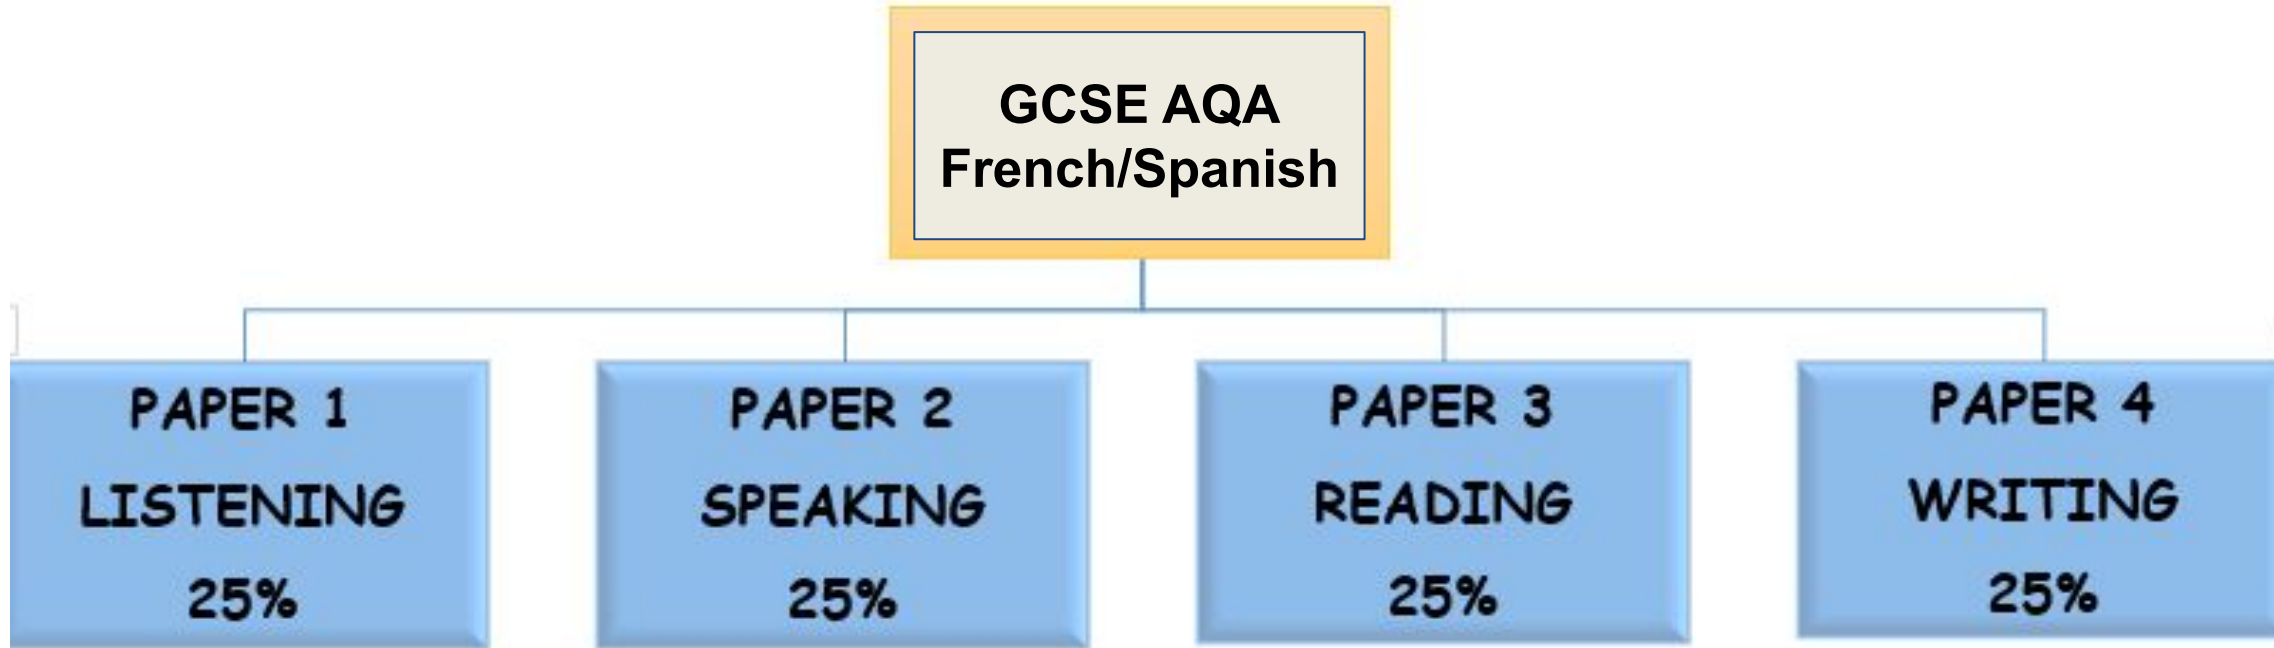 GCSE AQA
French/Spanish
PAPER 1
LISTENING
25%
PAPER 2
SPEAKING
25%
PAPER 3
READING
25%
PAPER 4
WRITING
25%